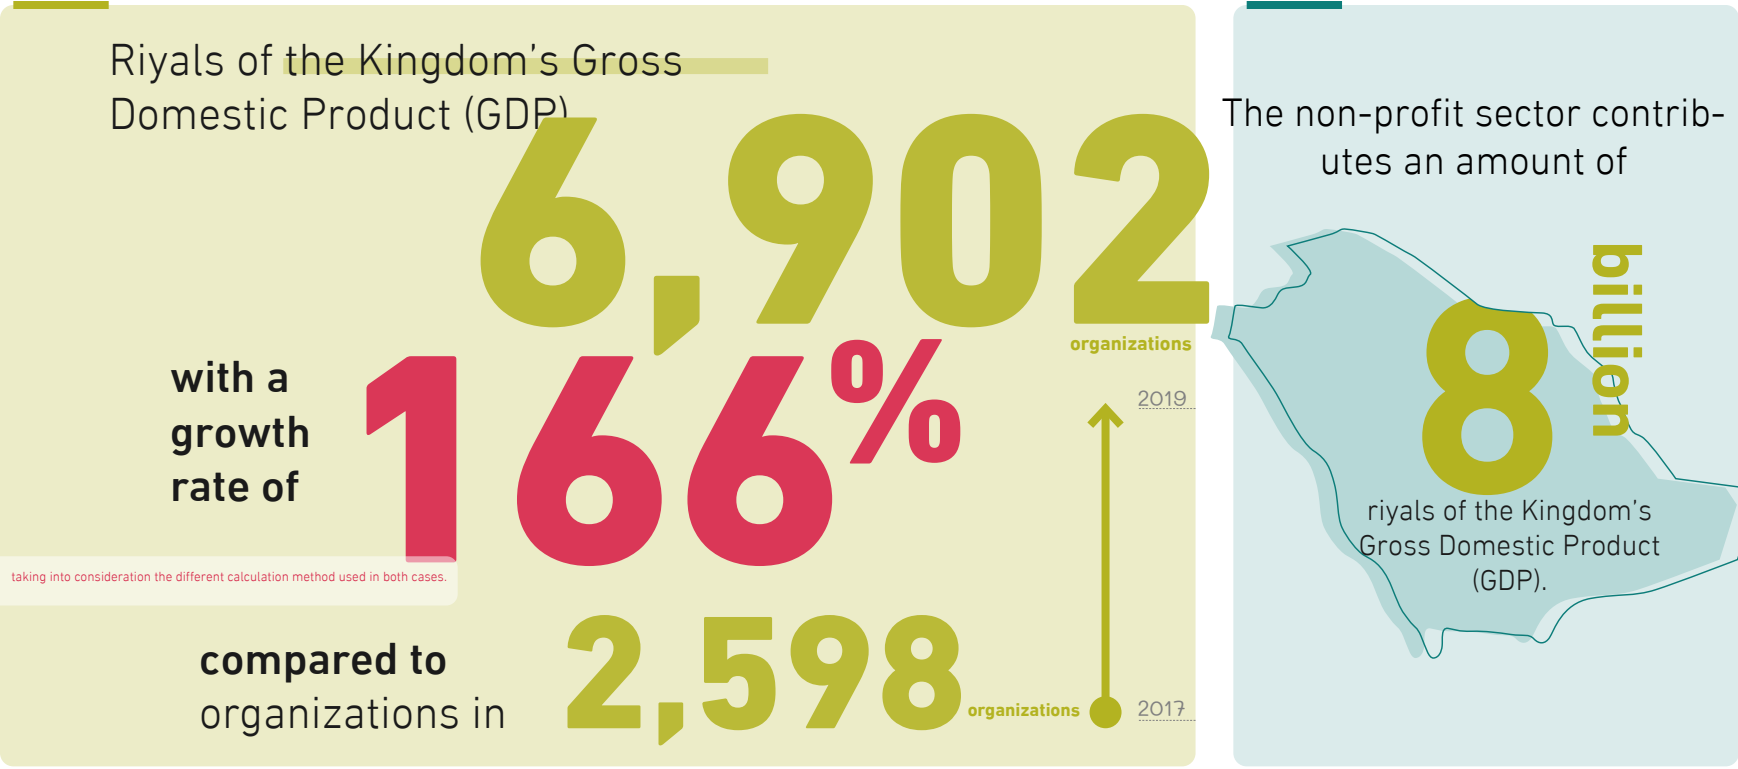 Riyals of the Kingdom's Gross
Domestic Product (GDP)
6,902
organizations
with a
growth
rate of
166%
taking into consideration the different calculation method used in both cases.
2019
compared to
organizations in
2,598
organizations
2017
The non-profit sector contrib-
utes an amount of
8
billion
riyals of the Kingdom's
Gross Domestic Product
(GDP).